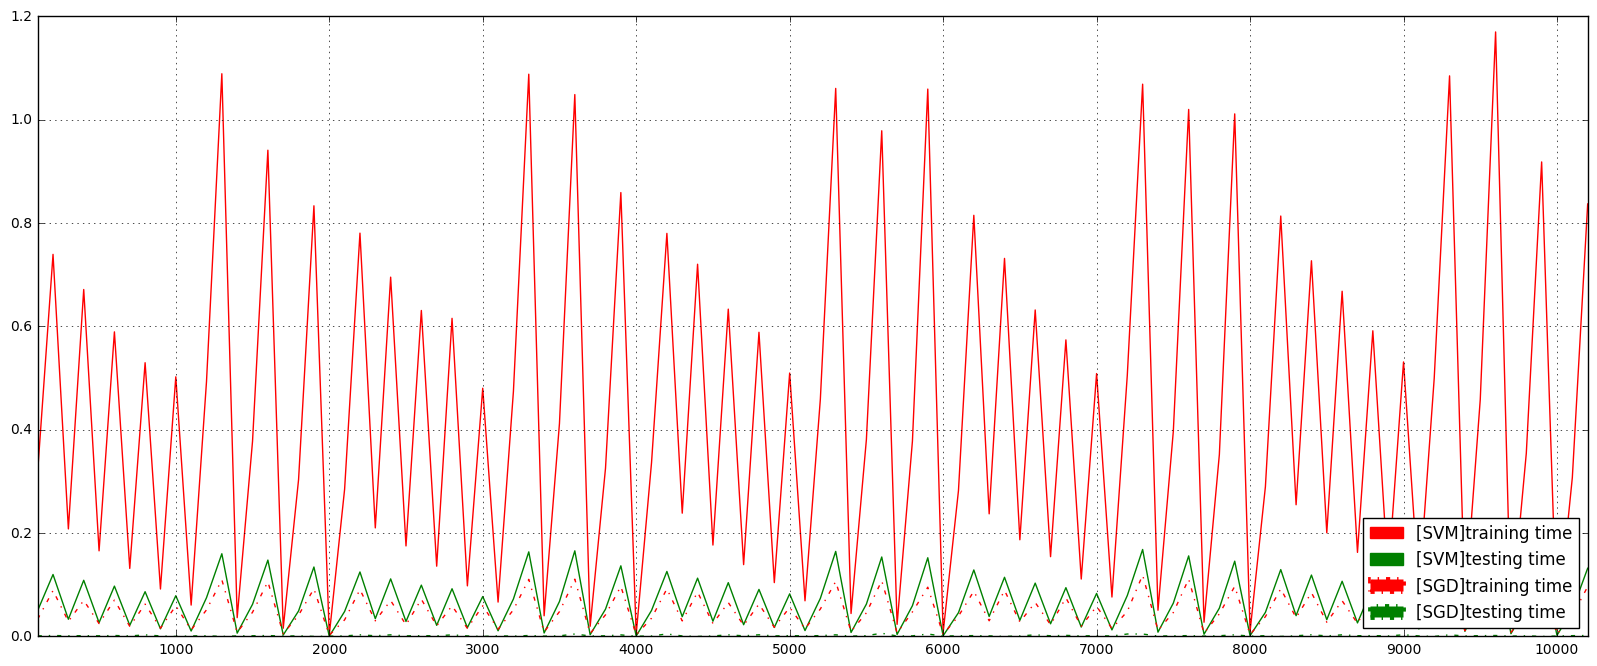 1.2
1.0
0.8
0.6
0.4
0.2
0.0
[SVM]training time
[SVM]testing time
[SGD]training time
[SGD]testing time
1000 2000 3000 4000 5000 6000 7000 8000 9000 10000